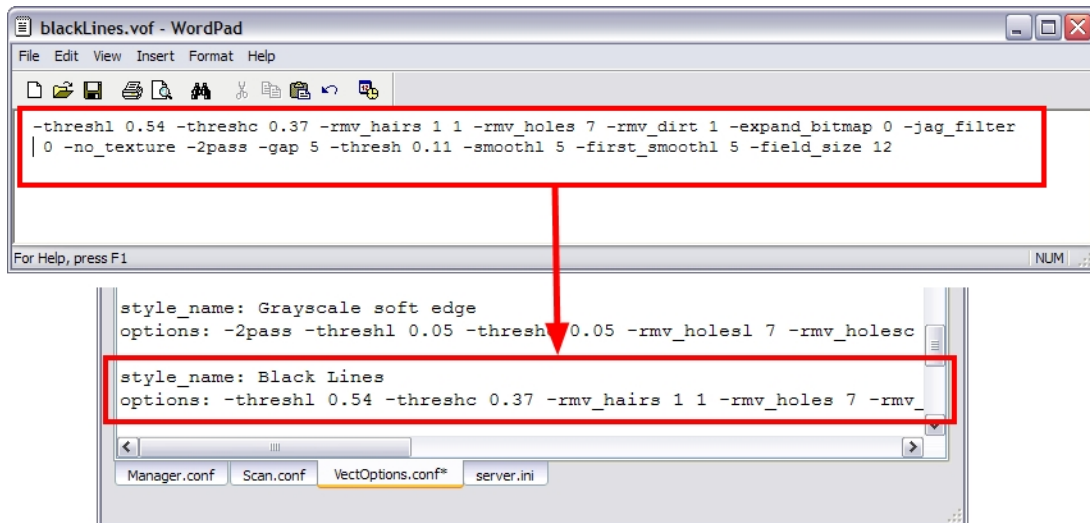 blackLines.vof - WordPad
File Edit View Insert Format Help
-threshl 0.54 -threshc 0.37 -rmv_hairs 1 1 -rmv_holes 7 -rmv_dirt 1 -expand_bitmap 0 -jag_filter
0 -no_texture -2pass -gap 5 -thresh 0.11 -smoothl 5 -first_smoothl 5 -field_size 12
For Help, press F1 NUM
style_name: Grayscale soft edge
options: -2pass -threshl 0.05 -thresh 0.05 -rmv_holesl 7 -rmv_holesc
style_name: Black Lines
options: -threshl 0.54 -threshc 0.37 -rmv_hairs 1 1 -rmv_holes 7 -rmv_
Manager.conf Scan.conf VectOptions.conf* server.ini